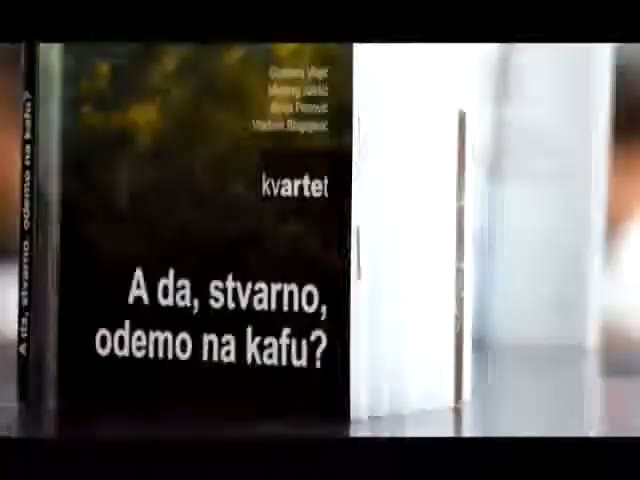 kvartet
A da, stvarno,
odemo na kafu?
A da, stvarno, odemo na kafu?